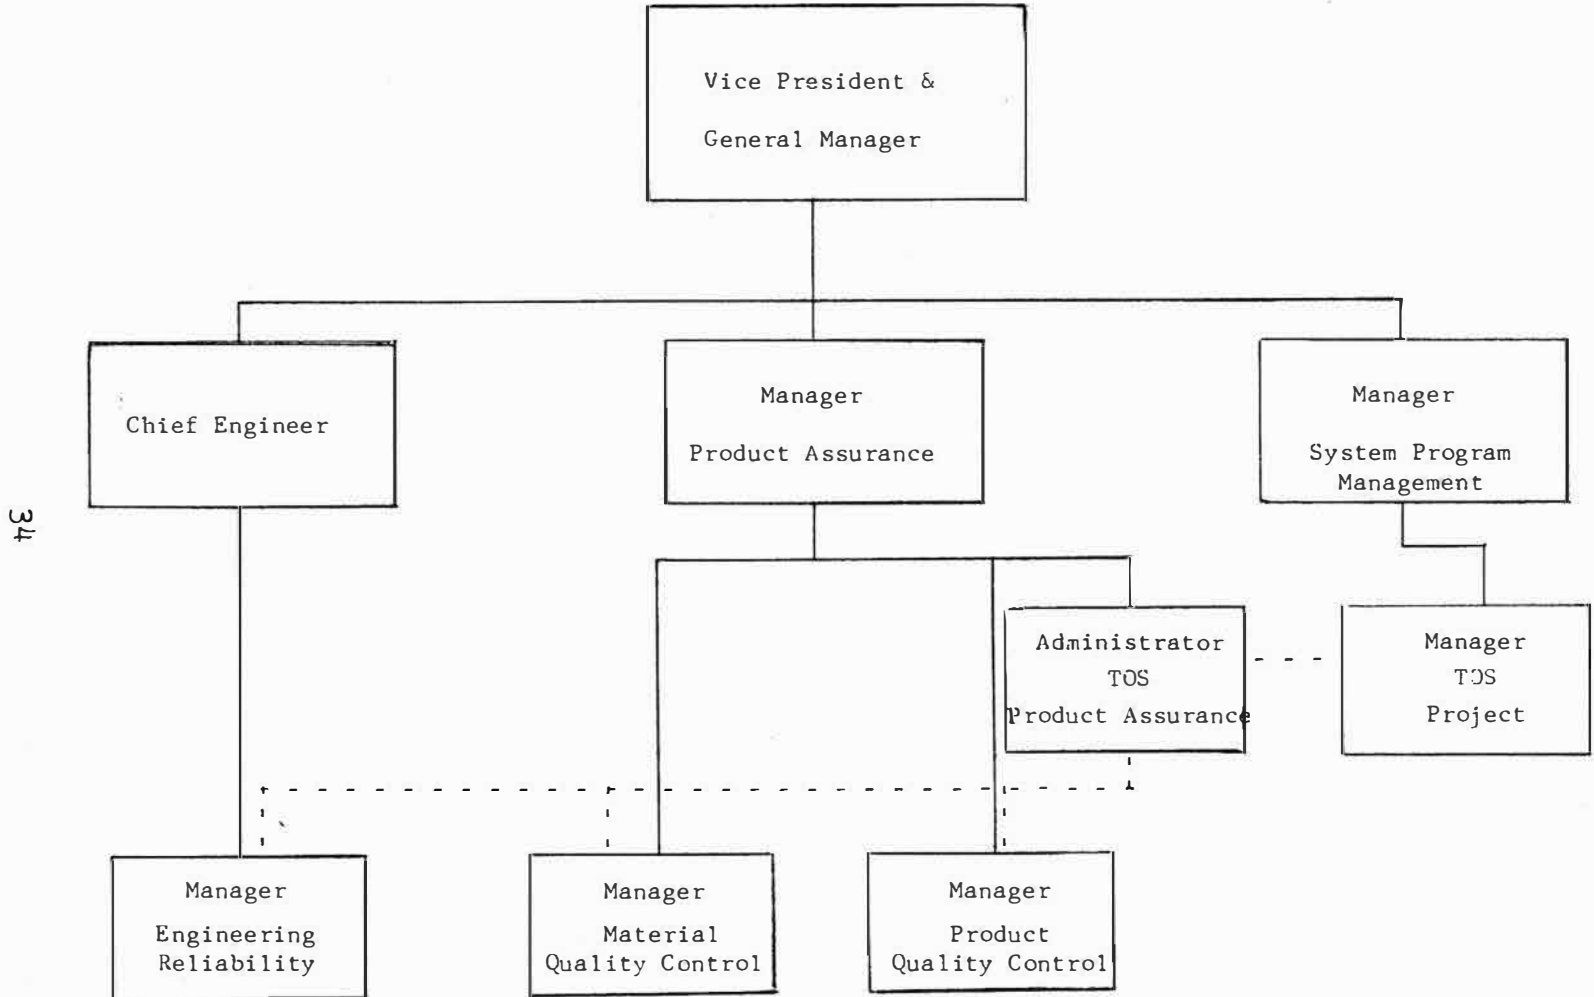 Vice President &
General Manager
Chief Engineer
Manager
Product Assurance
Manager
System Program
Management
34
Administrator
TOS
Product Assurance
Manager
TOS
Project
Manager
Engineering
Reliability
Manager
Material
Quality Control
Manager
Product
Quality Control